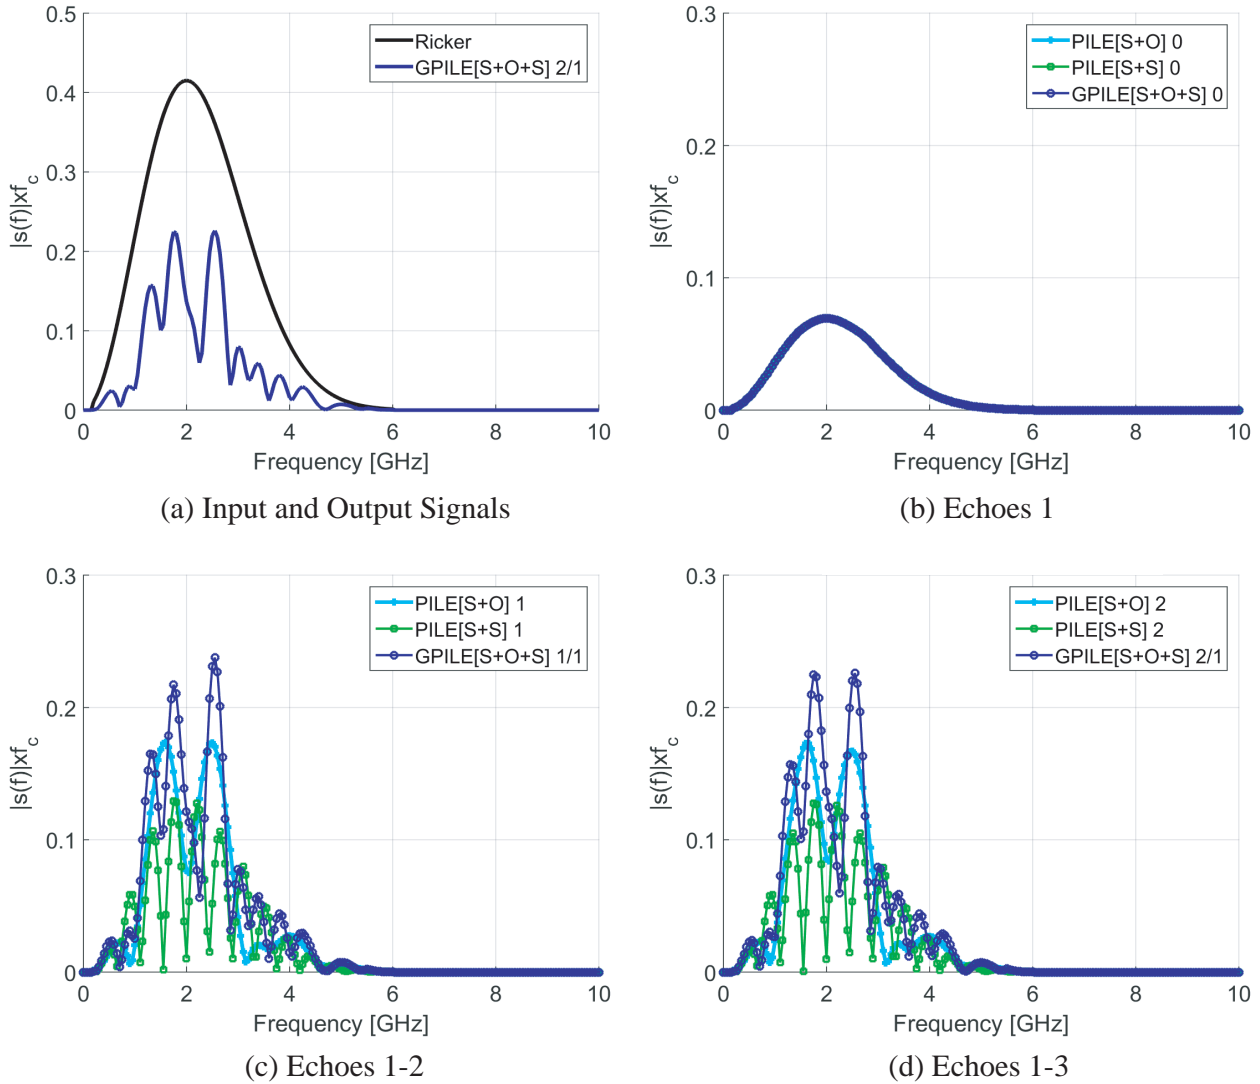 0.5
0.4
0.3
0.2
0.1
0
|s(f)|xf_c
Ricker
GPILE[S+O+S] 2/1
0 2 4 6 8 10
Frequency [GHz]
(a) Input and Output Signals
0.3
0.2
0.1
0
|s(f)|xf_c
PILE[S+O] 0
PILE[S+S] 0
GPILE[S+O+S] 0
0 2 4 6 8 10
Frequency [GHz]
(b) Echoes 1
0.3
0.2
0.1
0
|s(f)|xf_c
PILE[S+O] 1
PILE[S+S] 1
GPILE[S+O+S] 1/1
0 2 4 6 8 10
Frequency [GHz]
(c) Echoes 1-2
0.3
0.2
0.1
0
|s(f)|xf_c
PILE[S+O] 2
PILE[S+S] 2
GPILE[S+O+S] 2/1
0 2 4 6 8 10
Frequency [GHz]
(d) Echoes 1-3